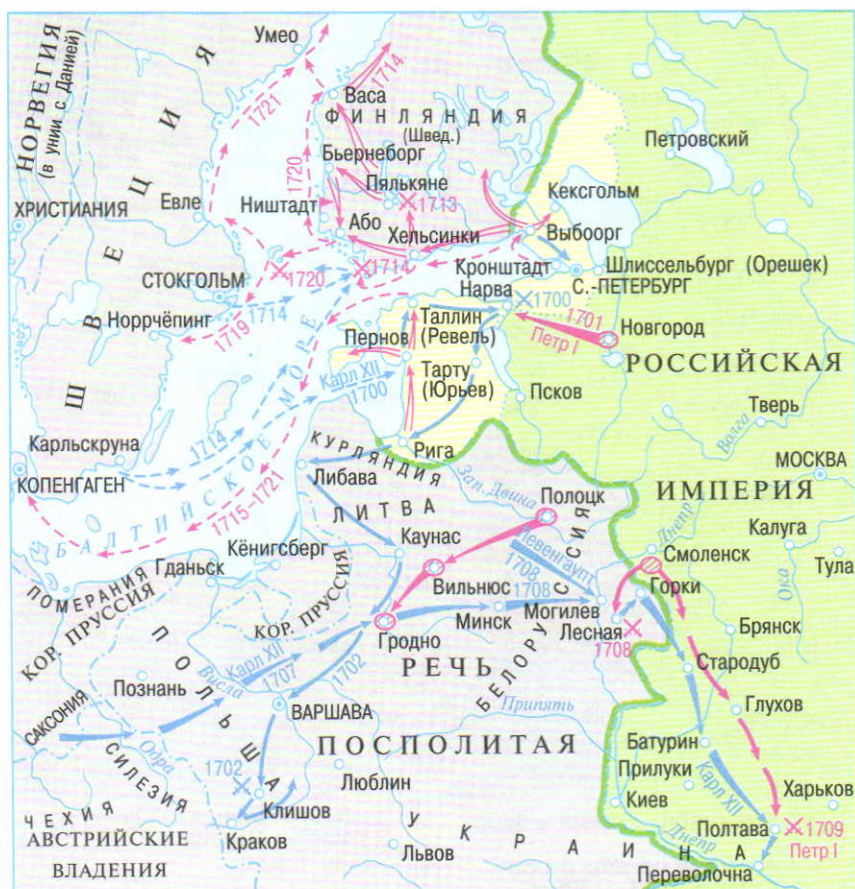 НОРВЕГИЯ
(в унии с Данией)
ШВЕЦИЯ
Умео
1721
1714
Васа
ФИНЛЯНДИЯ
(Швед.)
Петровский
1720
Бьернеборг
Пялькяне
1713
Кексгольм
ХРИСТИАНИЯ
Евле
Ништадт
Або
Хельсинки
Выбоорг
СТОКГОЛЬМ
1720
1714
Кронштадт
Шлиссельбург (Орешек)
С.-ПЕТЕРБУРГ
Нарва
1700
Норрчёпинг
1719
1714
Таллин
(Ревель)
1701
Петр I
Новгород
Пернов
РОССИЙСКАЯ
Карл XII
1700
Тарту
(Юрьев)
Псков
Тверь
Волга
Карльскруна
1714
БАЛТИЙСКОЕ МОРЕ
Рига
КУРЛЯНДИЯ
МОСКВА
КОПЕНГАГЕН
Либава
Зап. Двина
Полоцк
ИМПЕРИЯ
1715-1721
ЛИТВА
Днепр
Калуга
Каунас
Левенгаупт
1708
Смоленск
Тула
Кёнигсберг
Гданьск
Ока
ПОМЕРАНИЯ
КОР. ПРУССИЯ
Вильнюс
1708
Горки
КОР. ПРУССИЯ
Могилев
Минск
Лесная
1708
Брянск
Гродно
БЕЛОРУССИЯ
Карл XII
1707
1702
РЕЧЬ
Стародуб
Висла
Познань
ПОЛЬША
Припять
Глухов
САКСОНИЯ
ВАРШАВА
ПОСПОЛИТАЯ
Батурин
Одра
СИЛЕЗИЯ
1702
Люблин
Прилуки
Карл XII
Харьков
Клишов
Киев
ЧЕХИЯ
Краков
Полтава
1709
Петр I
АВСТРИЙСКИЕ
ВЛАДЕНИЯ
Львов
УКРАИНА
Днепр
Переволочна